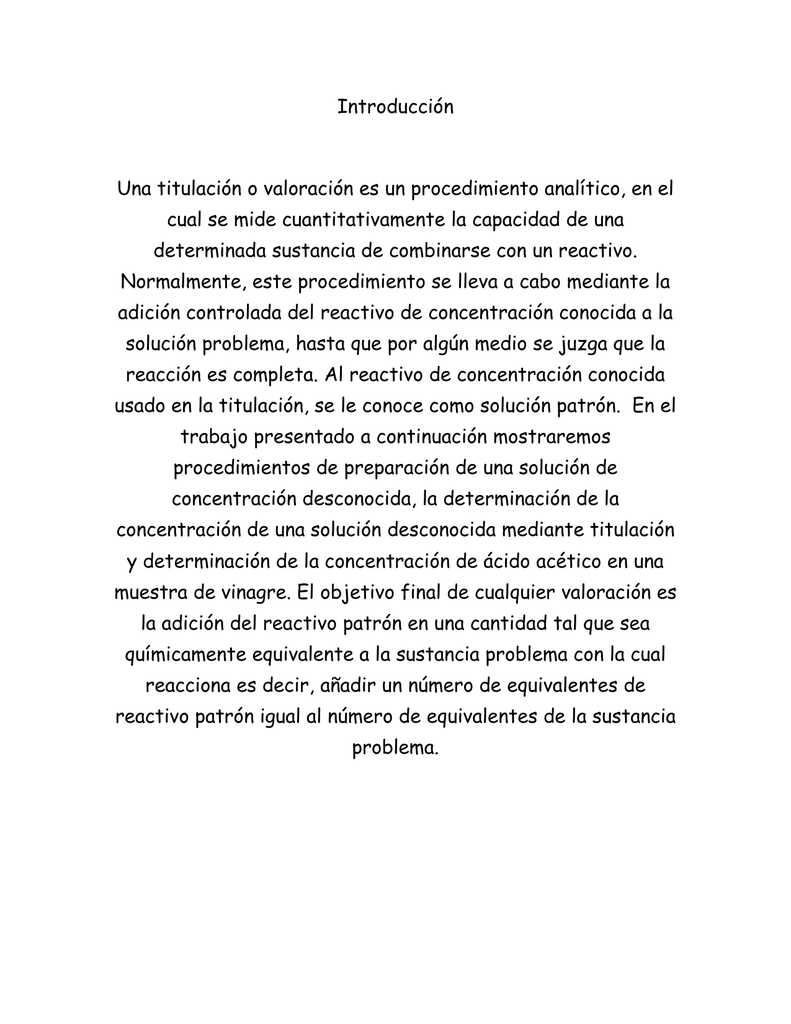 Introducción
Una titulación o valoración es un procedimiento analítico, en el
cual se mide cuantitativamente la capacidad de una
determinada sustancia de combinarse con un reactivo.
Normalmente, este procedimiento se lleva a cabo mediante la
adición controlada del reactivo de concentración conocida a la
solución problema, hasta que por algún medio se juzga que la
reacción es completa. Al reactivo de concentración conocida
usado en la titulación, se le conoce como solución patrón.  En el
trabajo presentado a continuación mostraremos
procedimientos de preparación de una solución de
concentración desconocida, la determinación de la
concentración de una solución desconocida mediante titulación
y determinación de la concentración de ácido acético en una
muestra de vinagre. El objetivo final de cualquier valoración es
la adición del reactivo patrón en una cantidad tal que sea
químicamente equivalente a la sustancia problema con la cual
reacciona es decir, añadir un número de equivalentes de
reactivo patrón igual al número de equivalentes de la sustancia
problema.